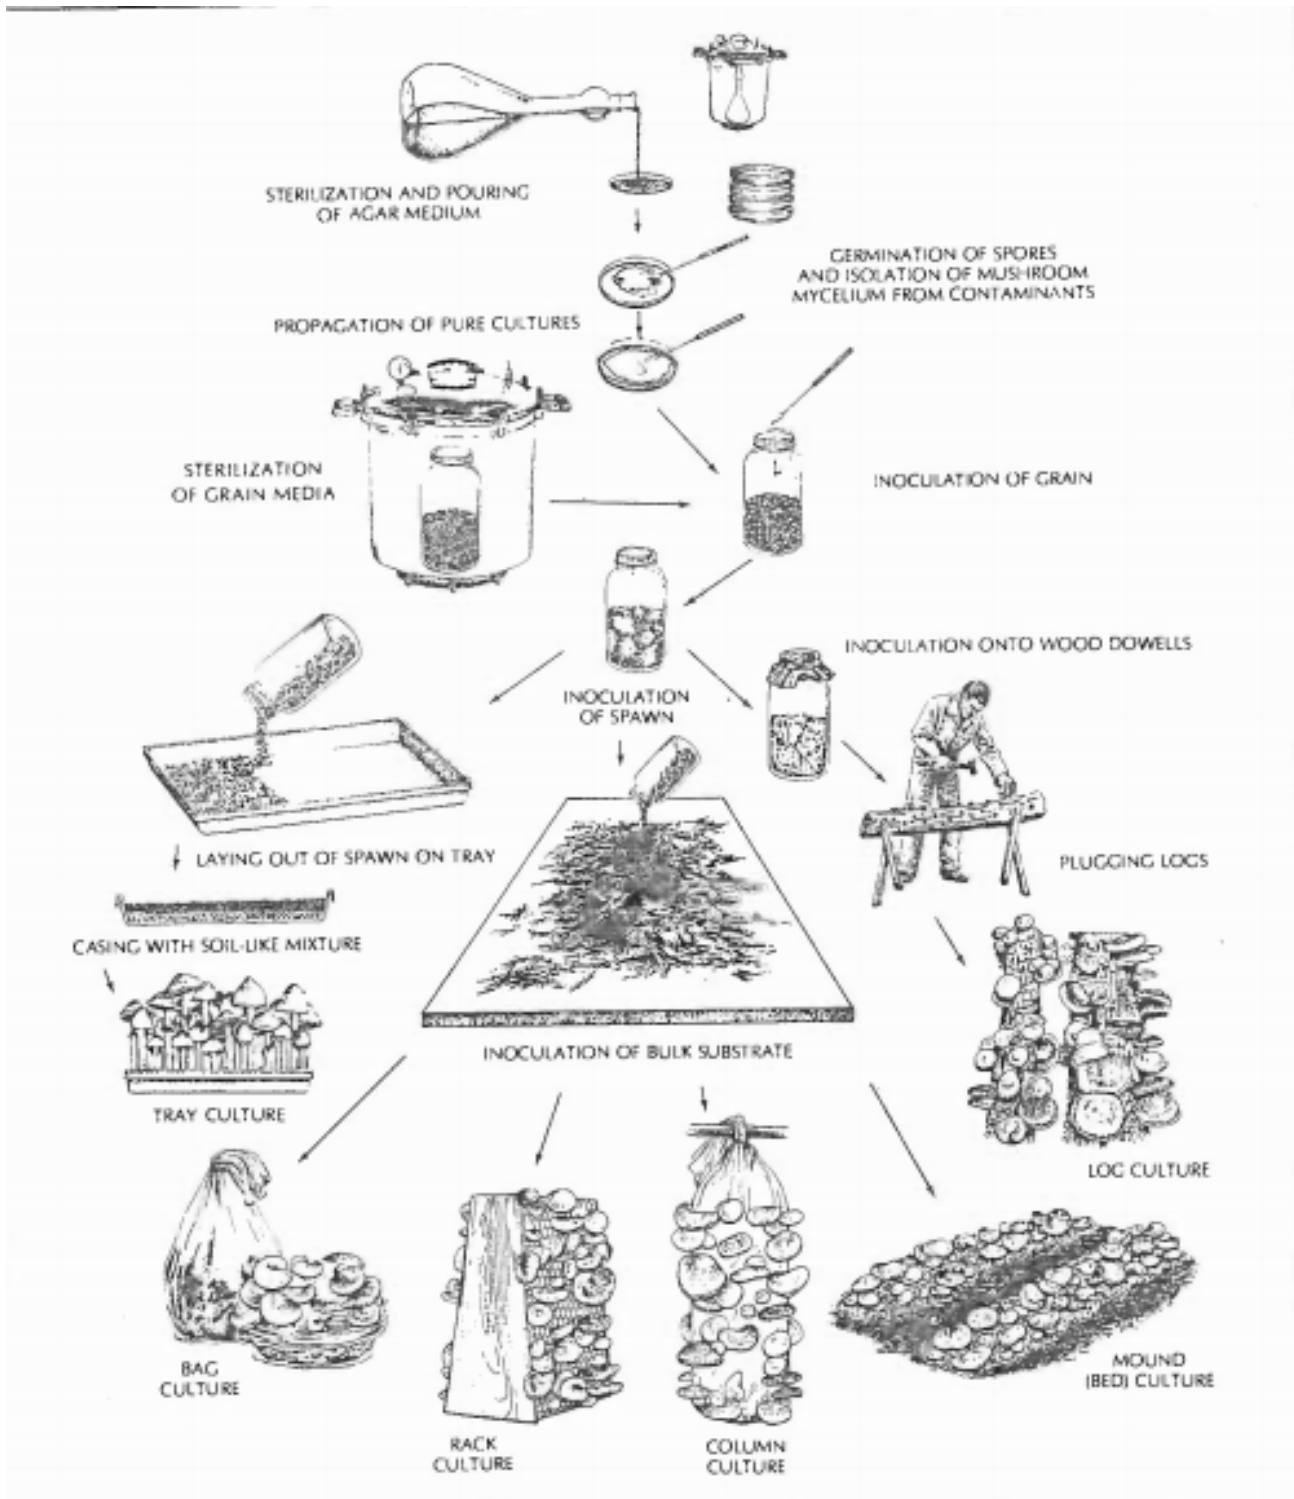 STERILIZATION AND POURING
OF AGAR MEDIUM
GERMINATION OF SPORES
AND ISOLATION OF MUSHROOM
MYCELIUM FROM CONTAMINANTS
PROPAGATION OF PURE CULTURES
STERILIZATION
OF GRAIN MEDIA
INOCULATION OF GRAIN
INOCULATION ONTO WOOD DOWELLS
INOCULATION
OF SPAWN
LAYING OUT OF SPAWN ON TRAY
PLUGGING LOGS
CASING WITH SOIL-LIKE MIXTURE
INOCULATION OF BULK SUBSTRATE
TRAY CULTURE
LOG CULTURE
BAG
CULTURE
MOUND
(BED) CULTURE
RACK
CULTURE
COLUMN
CULTURE